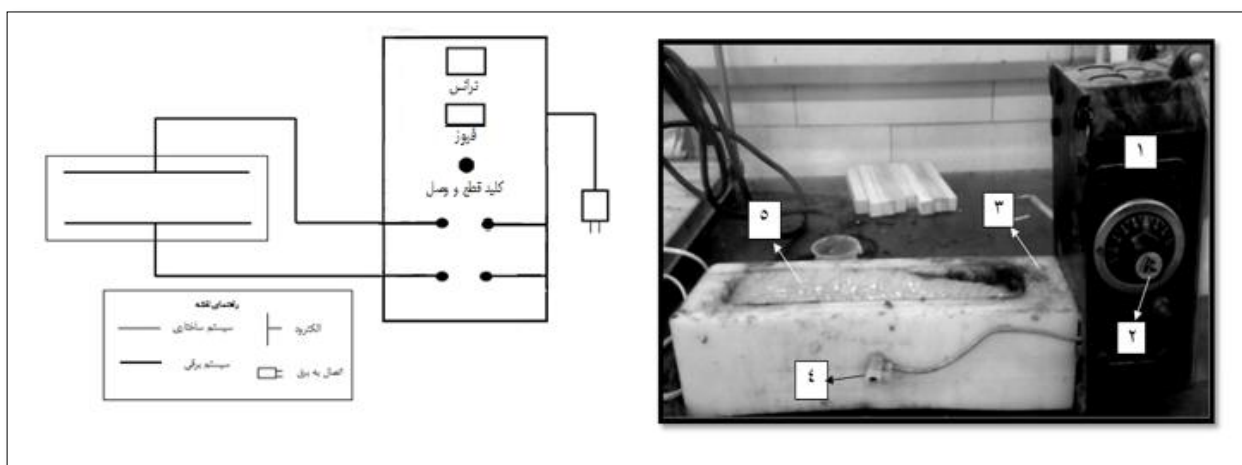 ترانس
فیوز
کلید قطع و وصل
راهنمای نقشه
سیستم ساختاری
الکترود
سیستم برقی
اتصال به برق
۱
۲
۳
٤
۵